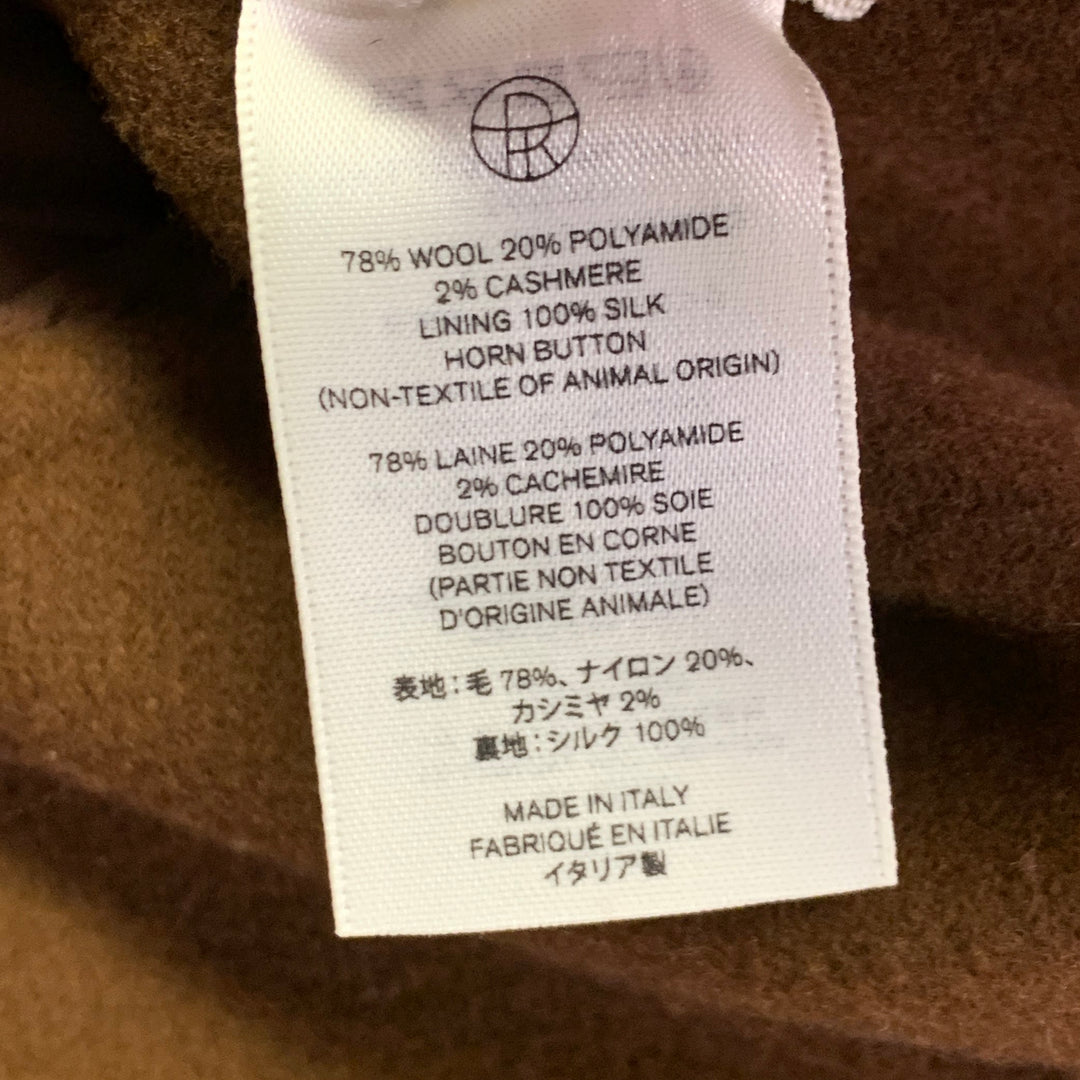 78% WOOL 20% POLYAMIDE
2% CASHMERE
LINING 100% SILK
HORN BUTTON
(NON-TEXTILE OF ANIMAL ORIGIN)
78% LAINE 20% POLYAMIDE
2% CACHEMIRE
DOUBLURE 100% SOIE
BOUTON EN CORNE
(PARTIE NON TEXTILE
D'ORIGINE ANIMALE)
表地：毛 78%、ナイロン 20%、
カシミヤ 2%
裏地：シルク 100%
MADE IN ITALY
FABRIQUÉ EN ITALIE
イタリア製